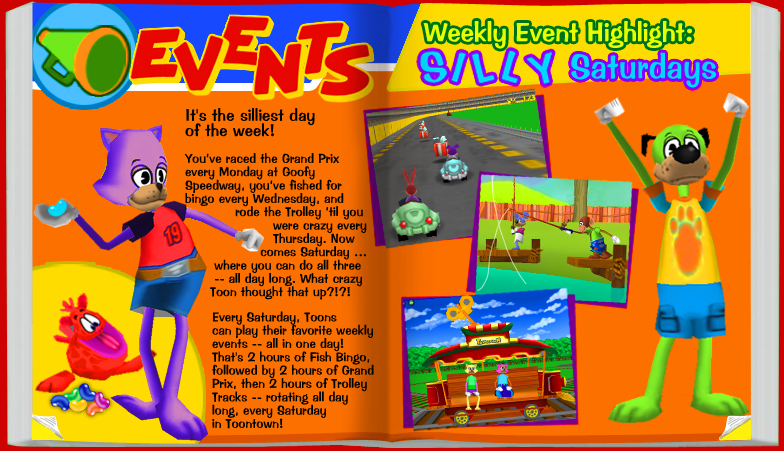 EVENTS
Weekly Event Highlight:
SILLY Saturdays
It's the silliest day
of the week!
You've raced the Grand Prix
every Monday at Goofy
Speedway, you've fished for
bingo every Wednesday, and
rode the Trolley 'til you
were crazy every
Thursday. Now
comes Saturday ...
where you can do all three
-- all day long. What crazy
Toon thought that up?!?!
Every Saturday, Toons
can play their favorite weekly
events -- all in one day!
That's 2 hours of Fish Bingo,
followed by 2 hours of Grand
Prix, then 2 hours of Trolley
Tracks -- rotating all day
long, every Saturday
in Toontown!
19